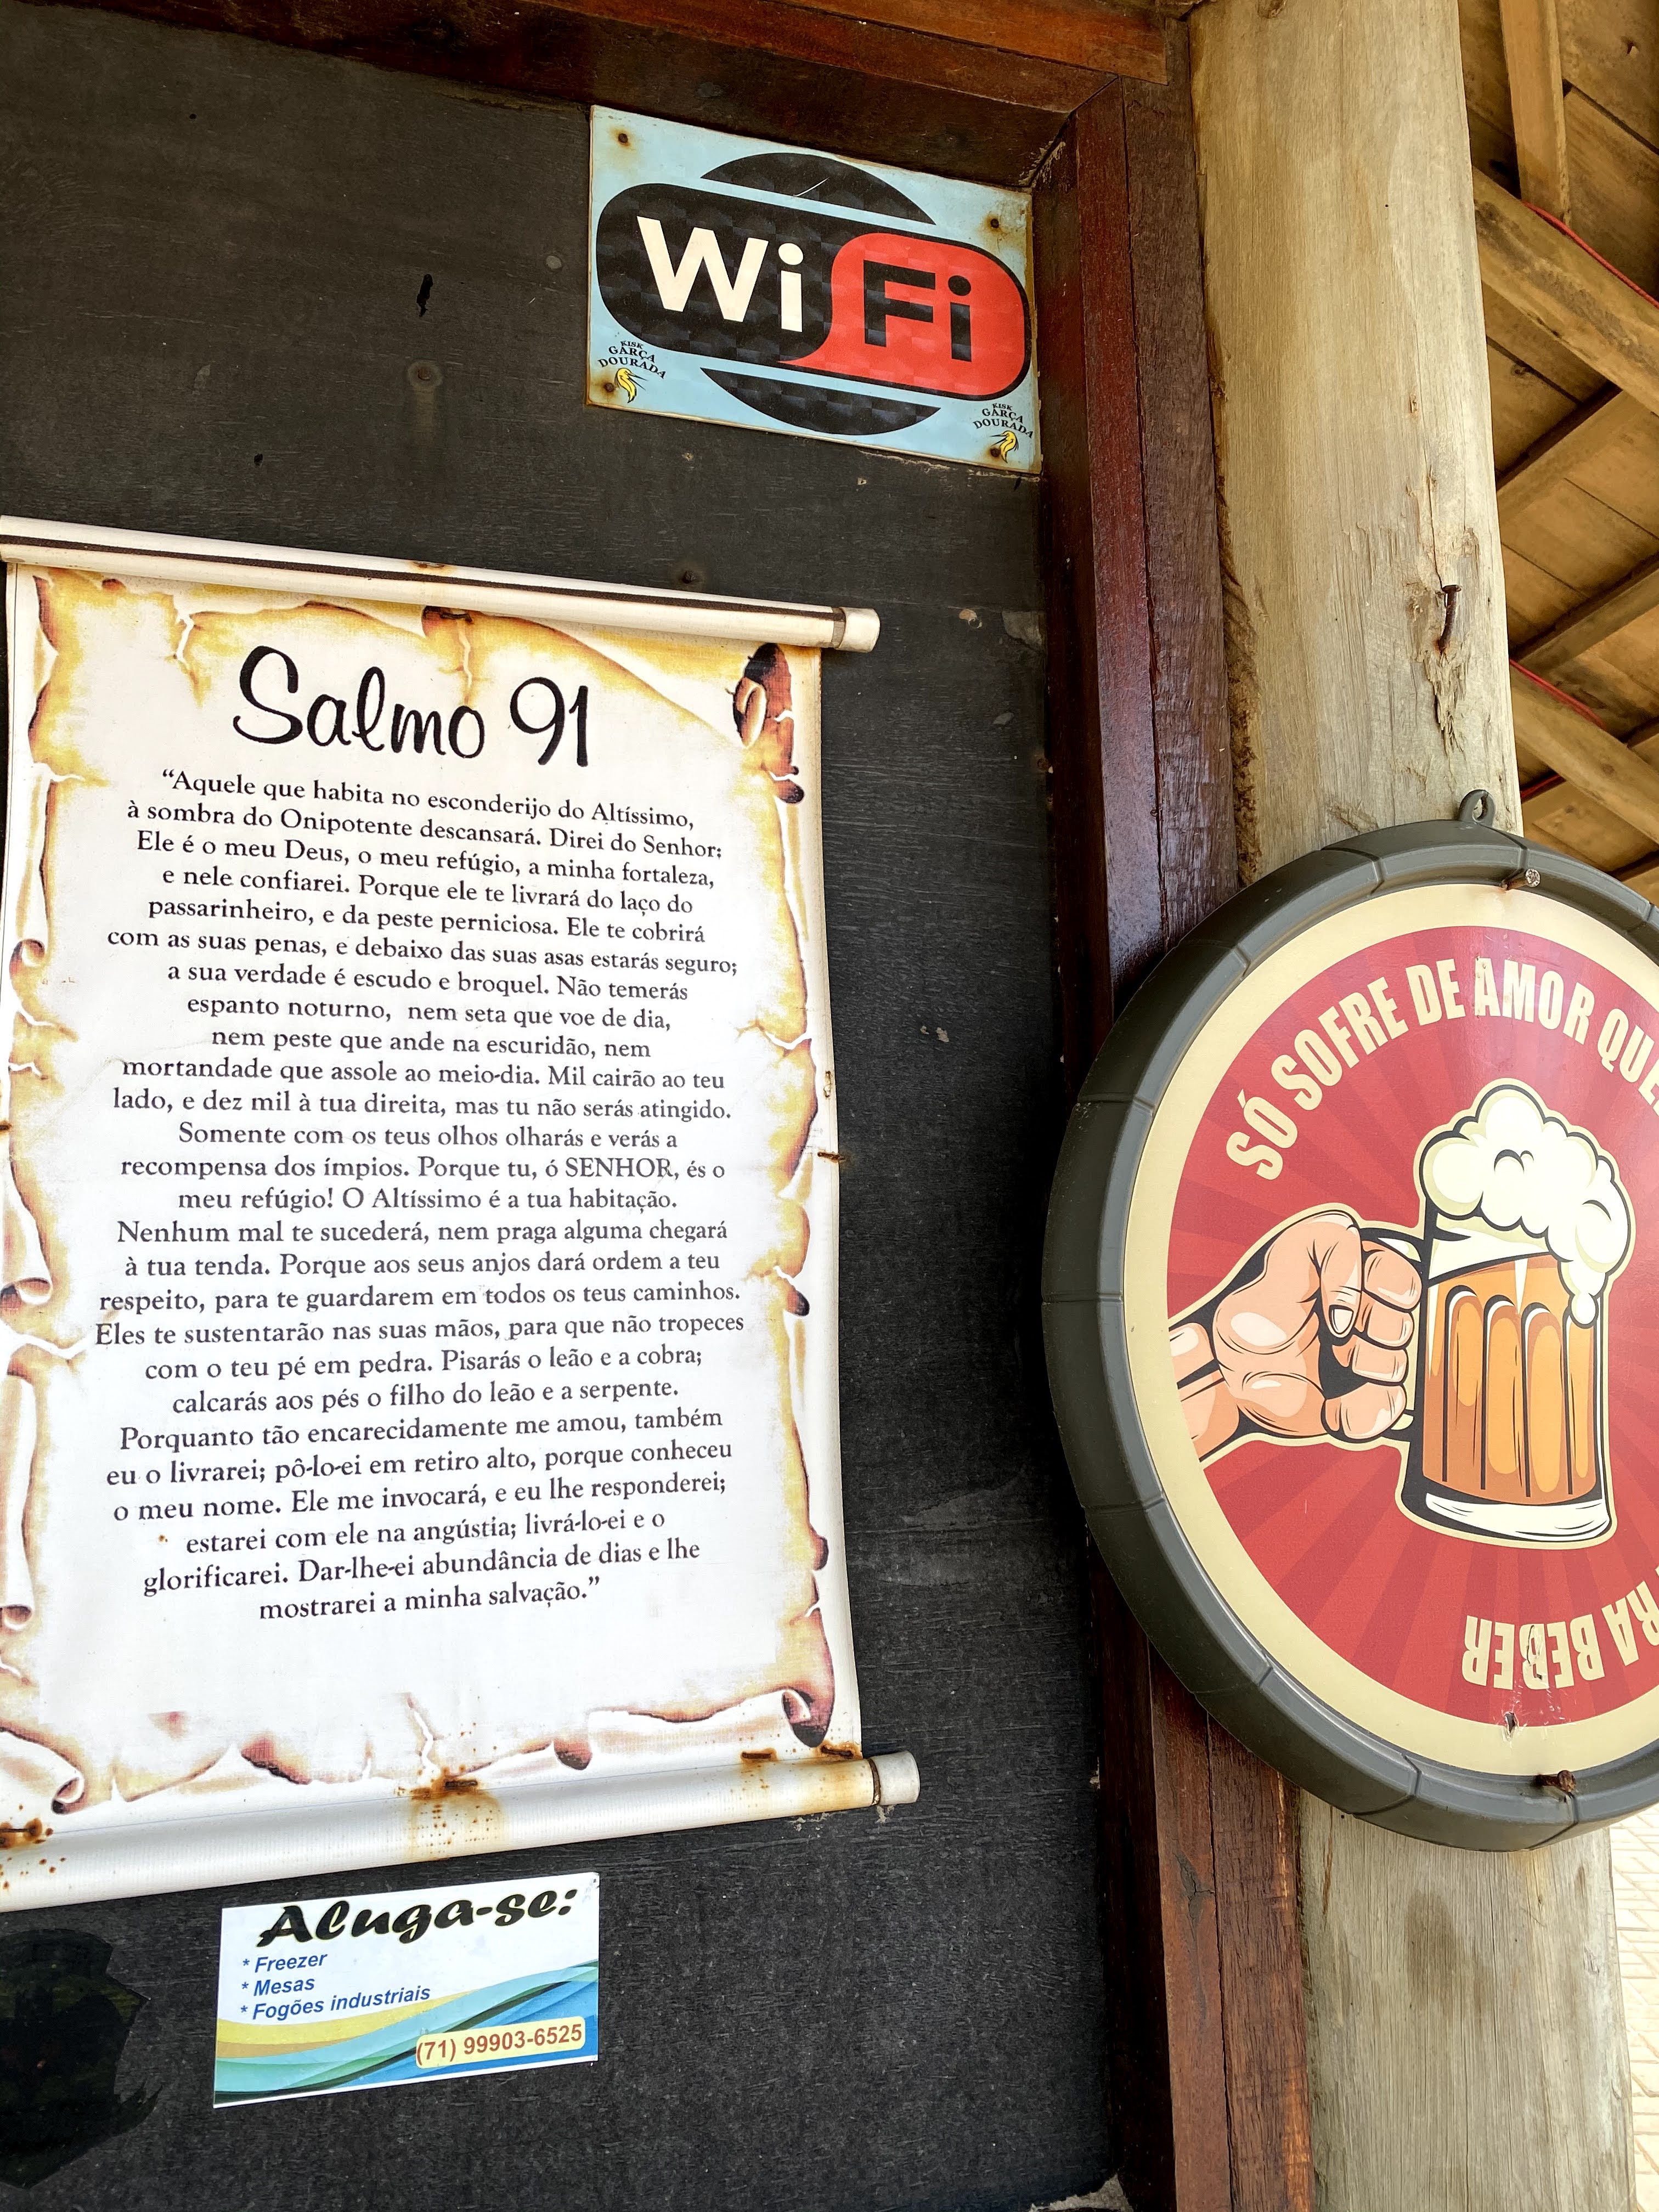 WiFi
KISK
GARÇA
DOURADA
KISK
GARÇA
DOURADA
Salmo 91
“Aquele que habita no esconderijo do Altíssimo,
à sombra do Onipotente descansará. Direi do Senhor:
Ele é o meu Deus, o meu refúgio, a minha fortaleza,
e nele confiarei. Porque ele te livrará do laço do
passarinheiro, e da peste perniciosa. Ele te cobrirá
com as suas penas, e debaixo das suas asas estarás seguro;
a sua verdade é escudo e broquel. Não temerás
espanto noturno, nem seta que voe de dia,
nem peste que ande na escuridão, nem
mortandade que assole ao meio-dia. Mil cairão ao teu
lado, e dez mil à tua direita, mas tu não serás atingido.
Somente com os teus olhos olharás e verás a
recompensa dos ímpios. Porque tu, ó SENHOR, és o
meu refúgio! O Altíssimo é a tua habitação.
Nenhum mal te sucederá, nem praga alguma chegará
à tua tenda. Porque aos seus anjos dará ordem a teu
respeito, para te guardarem em todos os teus caminhos.
Eles te sustentarão nas suas mãos, para que não tropeces
com o teu pé em pedra. Pisarás o leão e a cobra;
calcarás aos pés o filho do leão e a serpente.
Porquanto tão encarecidamente me amou, também
eu o livrarei; pô-lo-ei em retiro alto, porque conheceu
o meu nome. Ele me invocará, e eu lhe responderei;
estarei com ele na angústia; livrá-lo-ei e o
glorificarei. Dar-lhe-ei abundância de dias e lhe
mostrarei a minha salvação.”
SÓ SOFRE DE AMOR
BEBER
Aluga-se:
* Freezer
* Mesas
* Fogões industriais
(71) 99903-6525